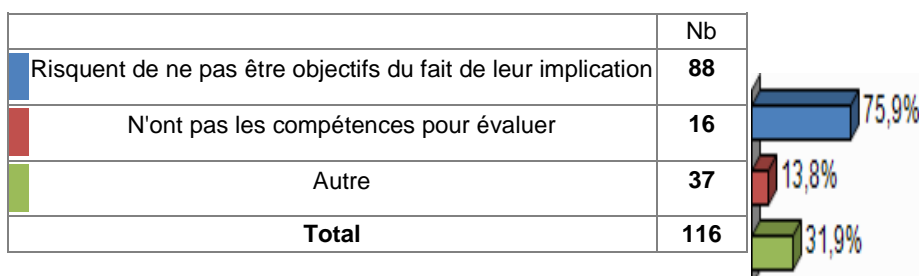 Nb
Risquent de ne pas être objectifs du fait de leur implication 88
75,9%
N'ont pas les compétences pour évaluer 16
13,8%
Autre 37
31,9%
Total 116